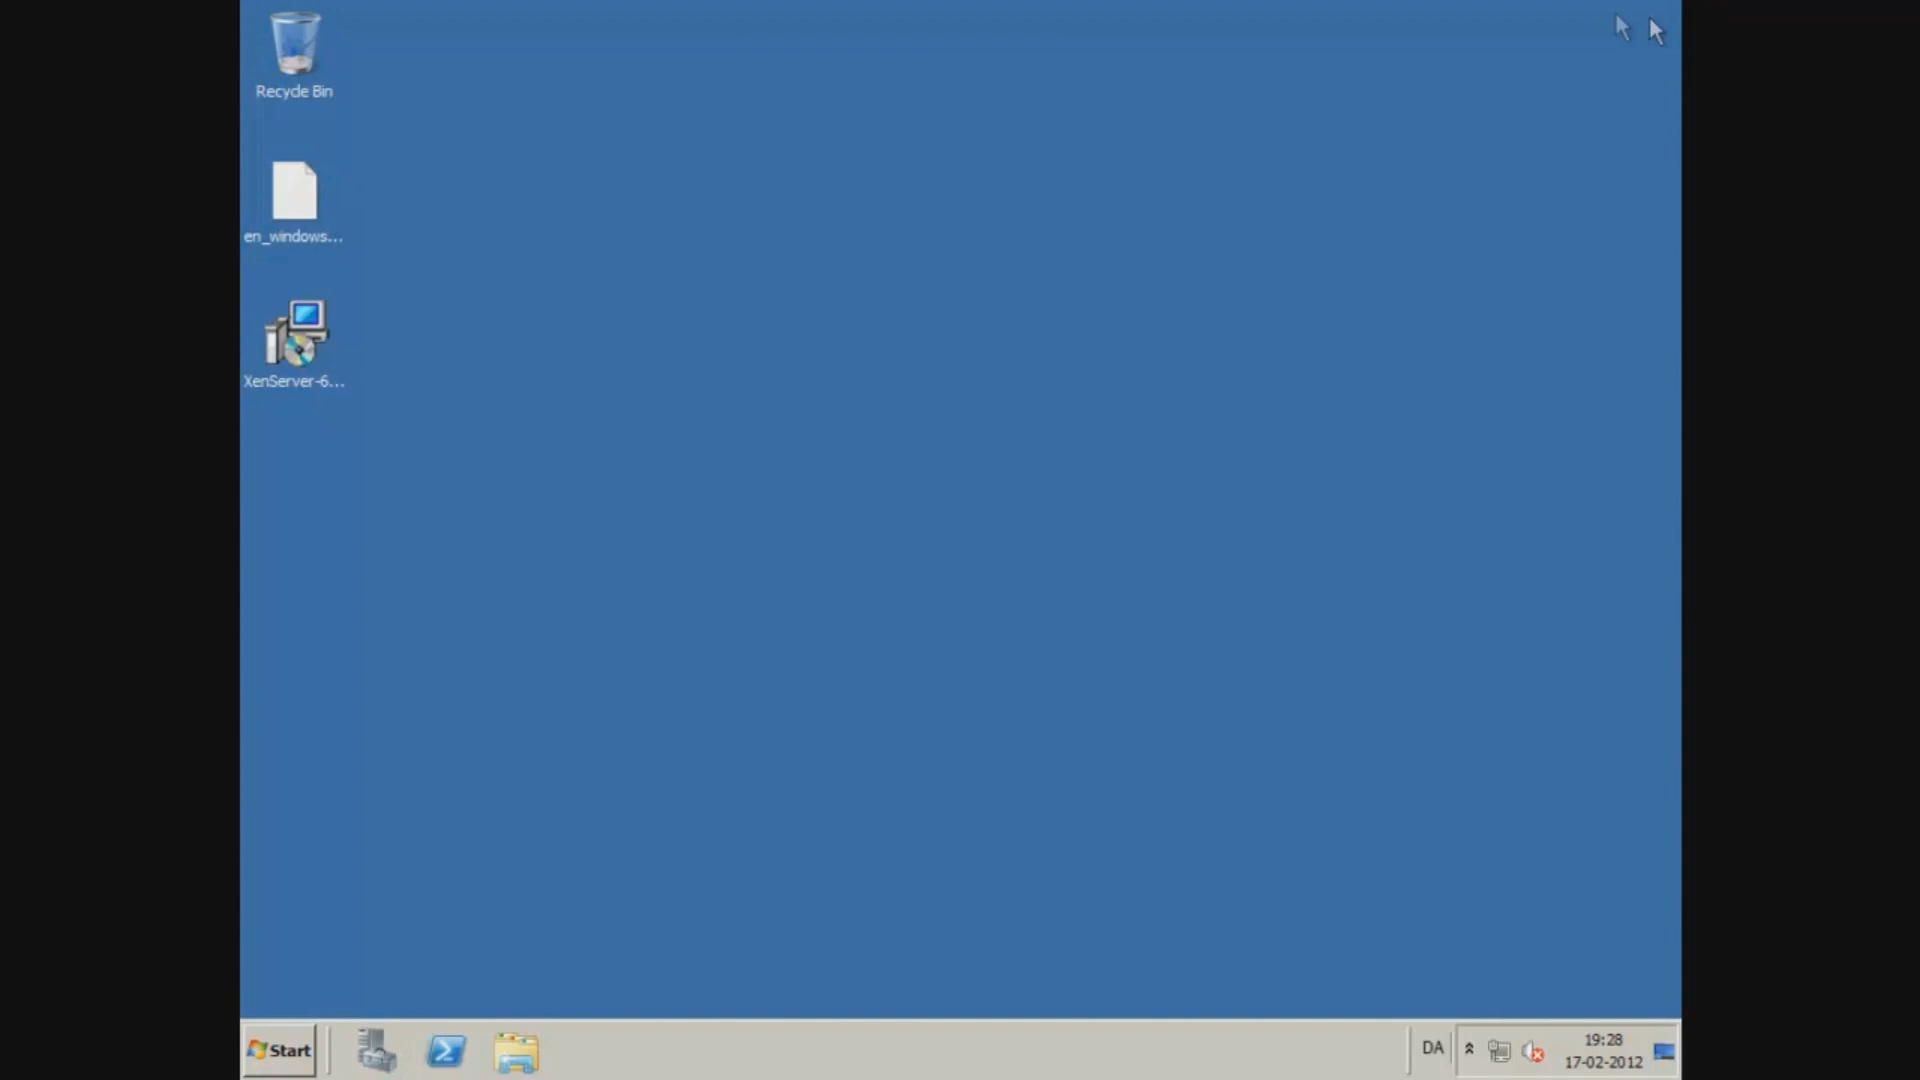 Recycle Bin
en_windows...
XenServer-6...
Start
DA
19:28
17-02-2012